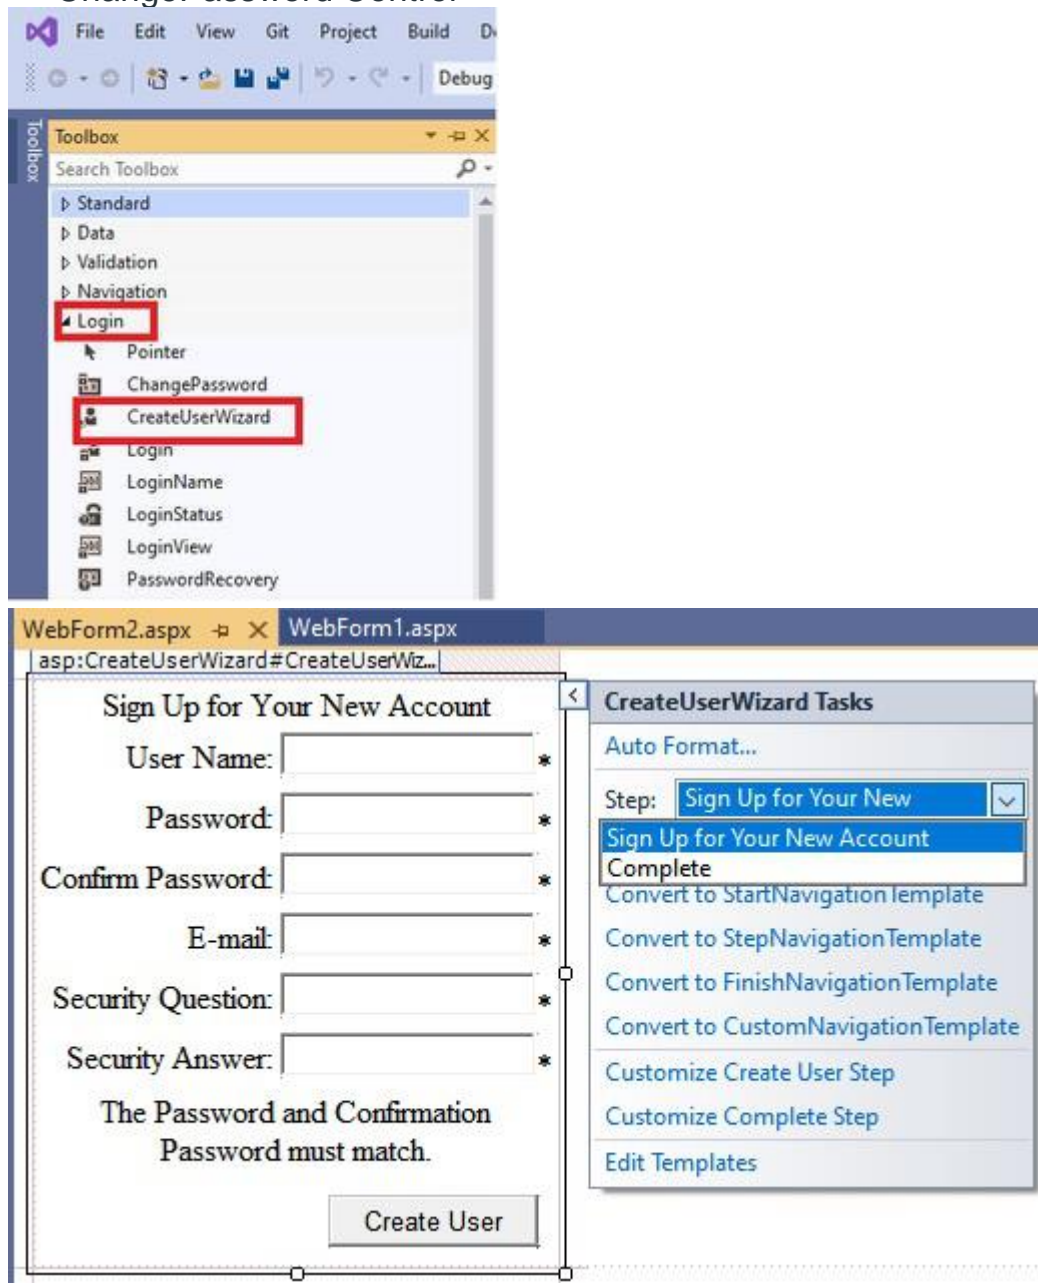 ChangePassword Control
File Edit View Git Project Build
Debug
Toolbox
Toolbox
Search Toolbox
Standard
Data
Validation
Navigation
Login
Pointer
ChangePassword
CreateUserWizard
Login
LoginName
LoginStatus
LoginView
PasswordRecovery
WebForm2.aspx WebForm1.aspx
asp:CreateUserWizard#CreateUserWiz...
Sign Up for Your New Account
User Name: *
Password: *
Confirm Password: *
E-mail: *
Security Question: *
Security Answer: *
The Password and Confirmation
Password must match.
Create User
CreateUserWizard Tasks
Auto Format...
Step: Sign Up for Your New
Sign Up for Your New Account
Complete
Convert to StartNavigationTemplate
Convert to StepNavigationTemplate
Convert to FinishNavigationTemplate
Convert to CustomNavigationTemplate
Customize Create User Step
Customize Complete Step
Edit Templates